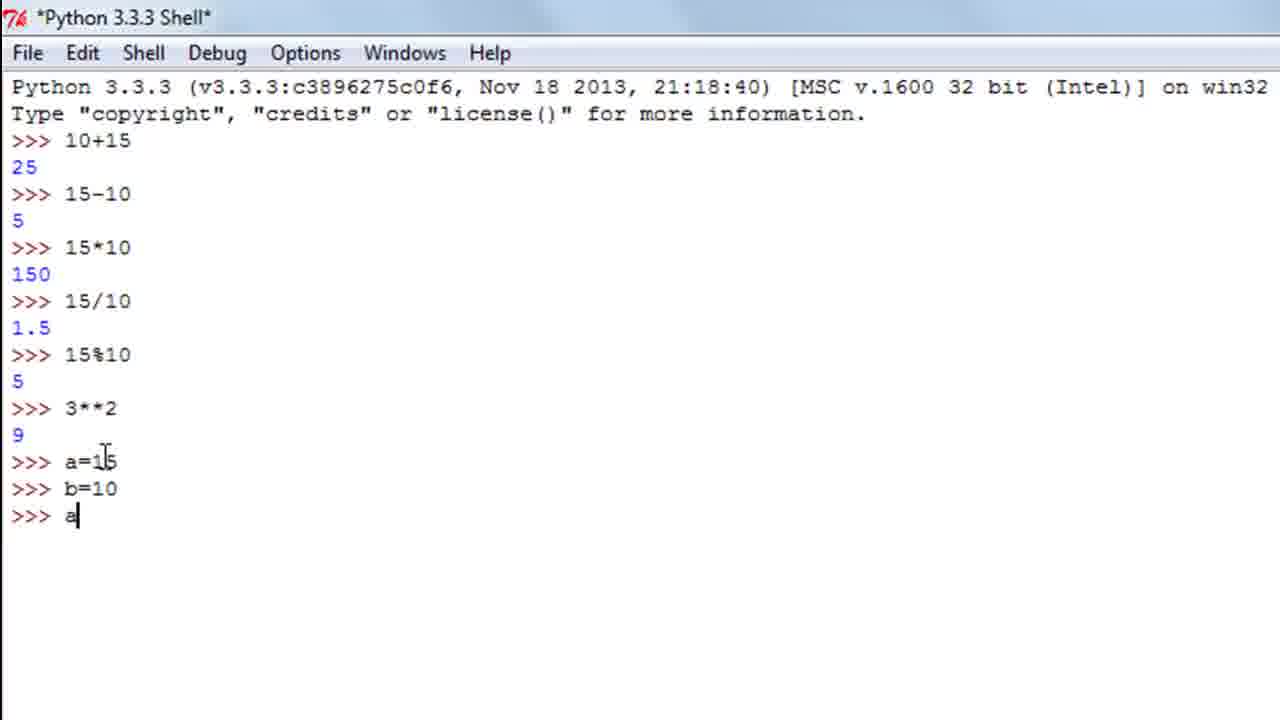 *Python 3.3.3 Shell*
File Edit Shell Debug Options Windows Help
Python 3.3.3 (v3.3.3:c3896275c0f6, Nov 18 2013, 21:18:40) [MSC v.1600 32 bit (Intel)] on win32
Type "copyright", "credits" or "license()" for more information.
>>> 10+15
25
>>> 15-10
5
>>> 15*10
150
>>> 15/10
1.5
>>> 15%10
5
>>> 3**2
9
>>> a=15
>>> b=10
>>> a